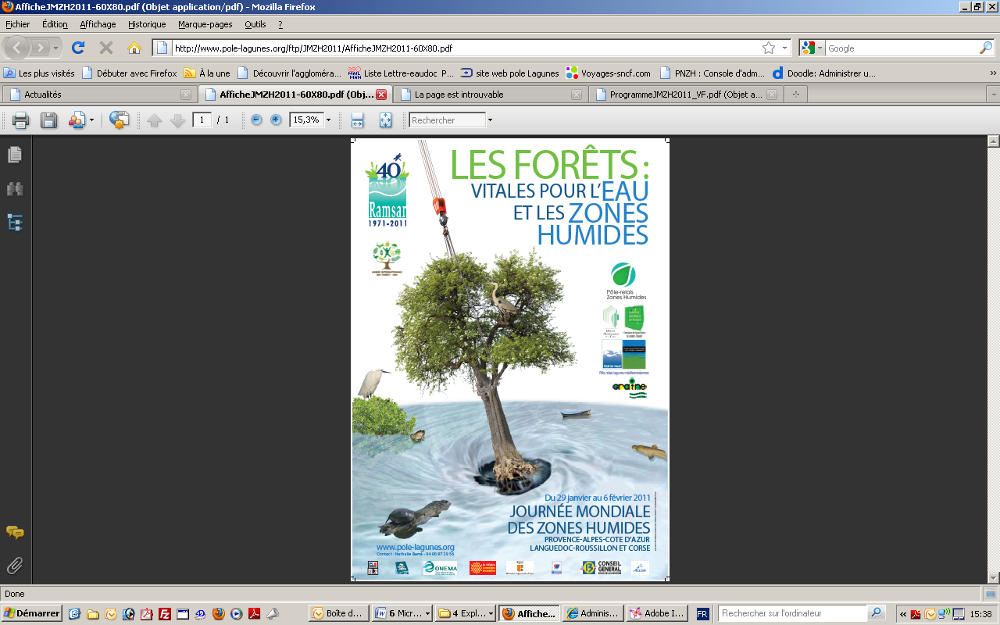 AfficheJMZH2011-60X80.pdf (Objet application/pdf) - Mozilla Firefox
Fichier Édition Affichage Historique Marque-pages Outils ?
http://www.pole-lagunes.org/ftp/JMZH2011/AfficheJMZH2011-60X80.pdf
Google
Les plus visités Débuter avec Firefox À la une Découvrir l'aggloméra... Liste Lettre-eaudoc P... site web pole Lagunes Voyages-sncf.com PNZH : Console d'adm... Doodle: Administrer u... »
Actualités AfficheJMZH2011-60X80.pdf (Obj... La page est introuvable ProgrammeJMZH2011_VF.pdf (Objet a...
1 / 1 15,3% Rechercher
LES FORÊTS :
VITALES POUR L'EAU
ET LES ZONES
HUMIDES
40
Ramsar
1971-2011
Pôle-relais
Zones Humides
Pôle relais lagunes méditerranéennes
graine
Du 29 janvier au 6 février 2011
JOURNÉE MONDIALE
DES ZONES HUMIDES
PROVENCE-ALPES-COTE D'AZUR
LANGUEDOC-ROUSSILLON ET CORSE
www.pole-lagunes.org
Contact : Nathalie Barré - 04 90 97 29 56
ONEMA
CONSEIL
GENERAL
Done
Démarrer Boîte d... 6 Micr... 4 Expl... Affiche... Adminis... Adobe I... FR Rechercher sur l'ordinateur « 15:38